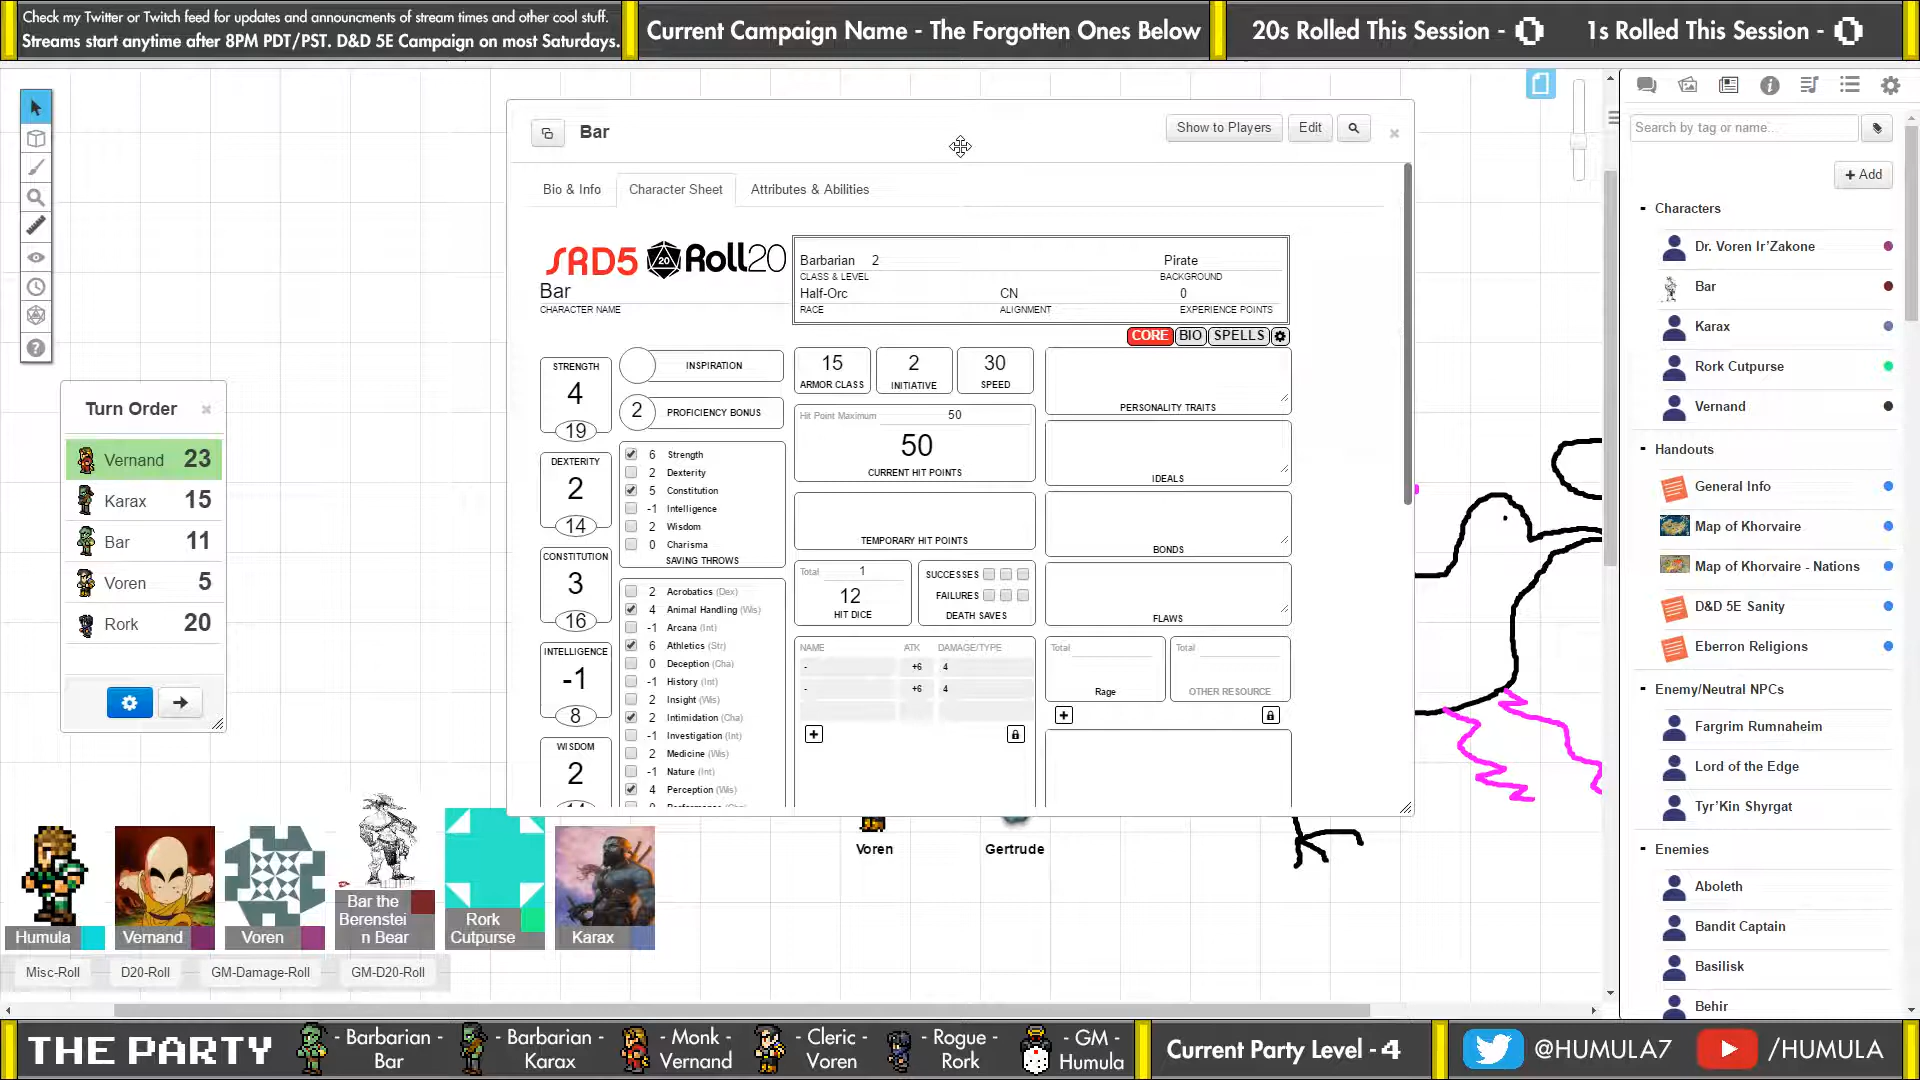 Check my Twitter or Twitch feed for updates and announcments of stream times and other cool stuff.
Streams start anytime after 8PM PDT/PST. D&D 5E Campaign on most Saturdays.
Current Campaign Name - The Forgotten Ones Below
20s Rolled This Session - 0
1s Rolled This Session - 0
Bar
Show to Players
Edit
Bio & Info
Character Sheet
Attributes & Abilities
SRD5
20
Roll20
Bar
CHARACTER NAME
Barbarian 2
Pirate
CLASS & LEVEL
BACKGROUND
Half-Orc
CN
0
RACE
ALIGNMENT
EXPERIENCE POINTS
CORE
BIO
SPELLS
STRENGTH
4
19
DEXTERITY
2
14
CONSTITUTION
3
16
INTELLIGENCE
-1
8
WISDOM
2
INSPIRATION
2
PROFICIENCY BONUS
6 Strength
2 Dexterity
5 Constitution
-1 Intelligence
2 Wisdom
0 Charisma
SAVING THROWS
2 Acrobatics (Dex)
4 Animal Handling (Wis)
-1 Arcana (Int)
6 Athletics (Str)
0 Deception (Cha)
-1 History (Int)
2 Insight (Wis)
2 Intimidation (Cha)
-1 Investigation (Int)
2 Medicine (Wis)
-1 Nature (Int)
4 Perception (Wis)
15
ARMOR CLASS
2
INITIATIVE
30
SPEED
Hit Point Maximum 50
50
CURRENT HIT POINTS
TEMPORARY HIT POINTS
Total 1
12
HIT DICE
SUCCESSES
FAILURES
DEATH SAVES
NAME ATK DAMAGE/TYPE
- +6 4
- +6 4
PERSONALITY TRAITS
IDEALS
BONDS
FLAWS
Total
Rage
Total
OTHER RESOURCE
Turn Order
Vernand 23
Karax 15
Bar 11
Voren 5
Rork 20
Voren
Gertrude
Humula
Vernand
Voren
Bar the
Berenstei
n Bear
Rork
Cutpurse
Karax
Misc-Roll
D20-Roll
GM-Damage-Roll
GM-D20-Roll
Search by tag or name...
+ Add
Characters
Dr. Voren Ir'Zakone
Bar
Karax
Rork Cutpurse
Vernand
Handouts
General Info
Map of Khorvaire
Map of Khorvaire - Nations
D&D 5E Sanity
Eberron Religions
Enemy/Neutral NPCs
Fargrim Rumnaheim
Lord of the Edge
Tyr'Kin Shyrgat
Enemies
Aboleth
Bandit Captain
Basilisk
Behir
THE PARTY
- Barbarian -
Bar
- Barbarian -
Karax
- Monk -
Vernand
- Cleric -
Voren
- Rogue -
Rork
- GM -
Humula
Current Party Level - 4
@HUMULA7
/HUMULA